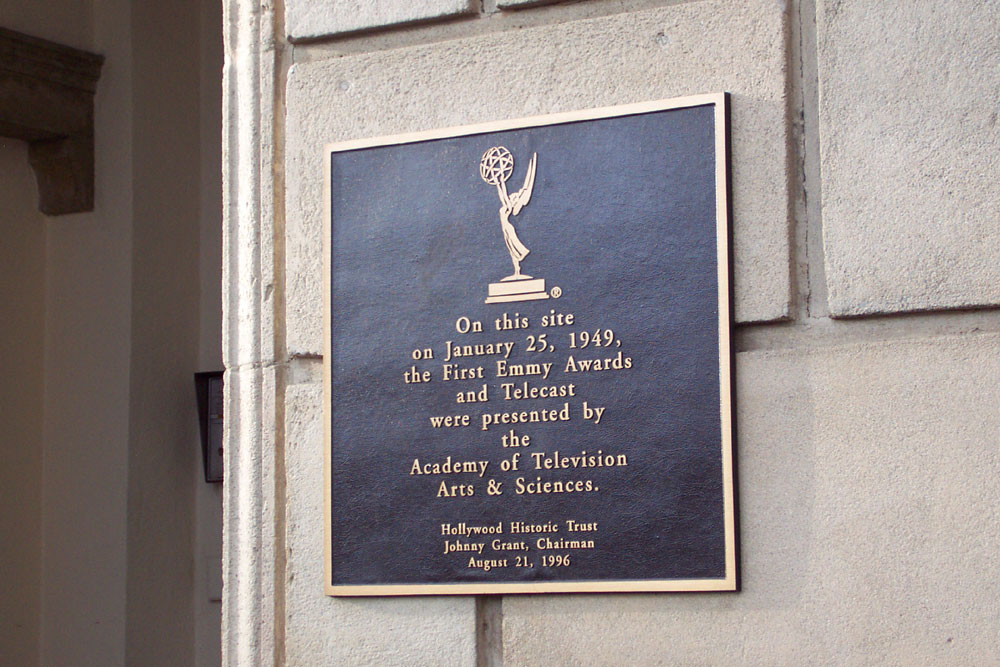 ®
On this site
on January 25, 1949,
the First Emmy Awards
and Telecast
were presented by
the
Academy of Television
Arts & Sciences.
Hollywood Historic Trust
Johnny Grant, Chairman
August 21, 1996